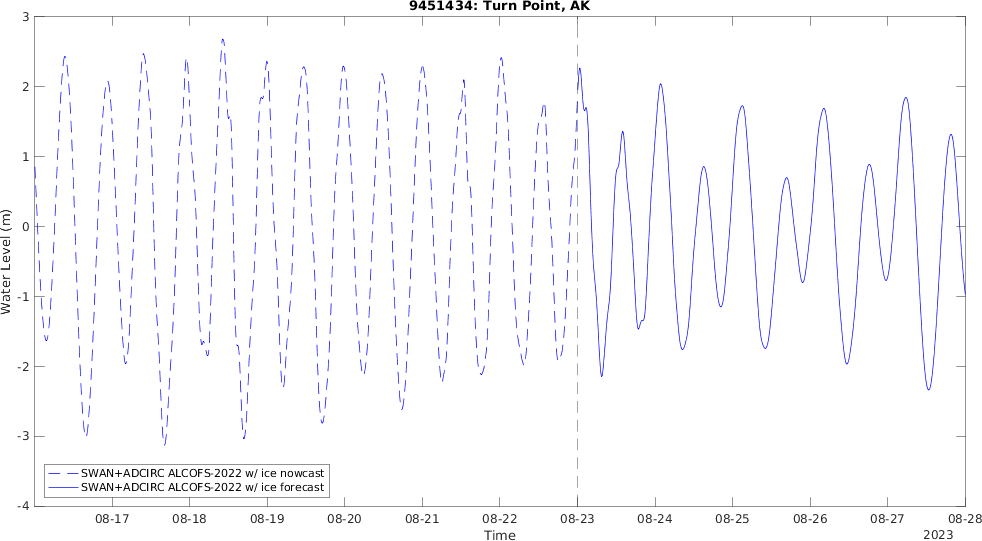 9451434: Turn Point, AK
3
2
1
0
-1
-2
-3
-4
Water Level (m)
SWAN+ADCIRC ALCOFS-2022 w/ ice nowcast
SWAN+ADCIRC ALCOFS-2022 w/ ice forecast
08-17 08-18 08-19 08-20 08-21 08-22 08-23 08-24 08-25 08-26 08-27 08-28
Time
2023